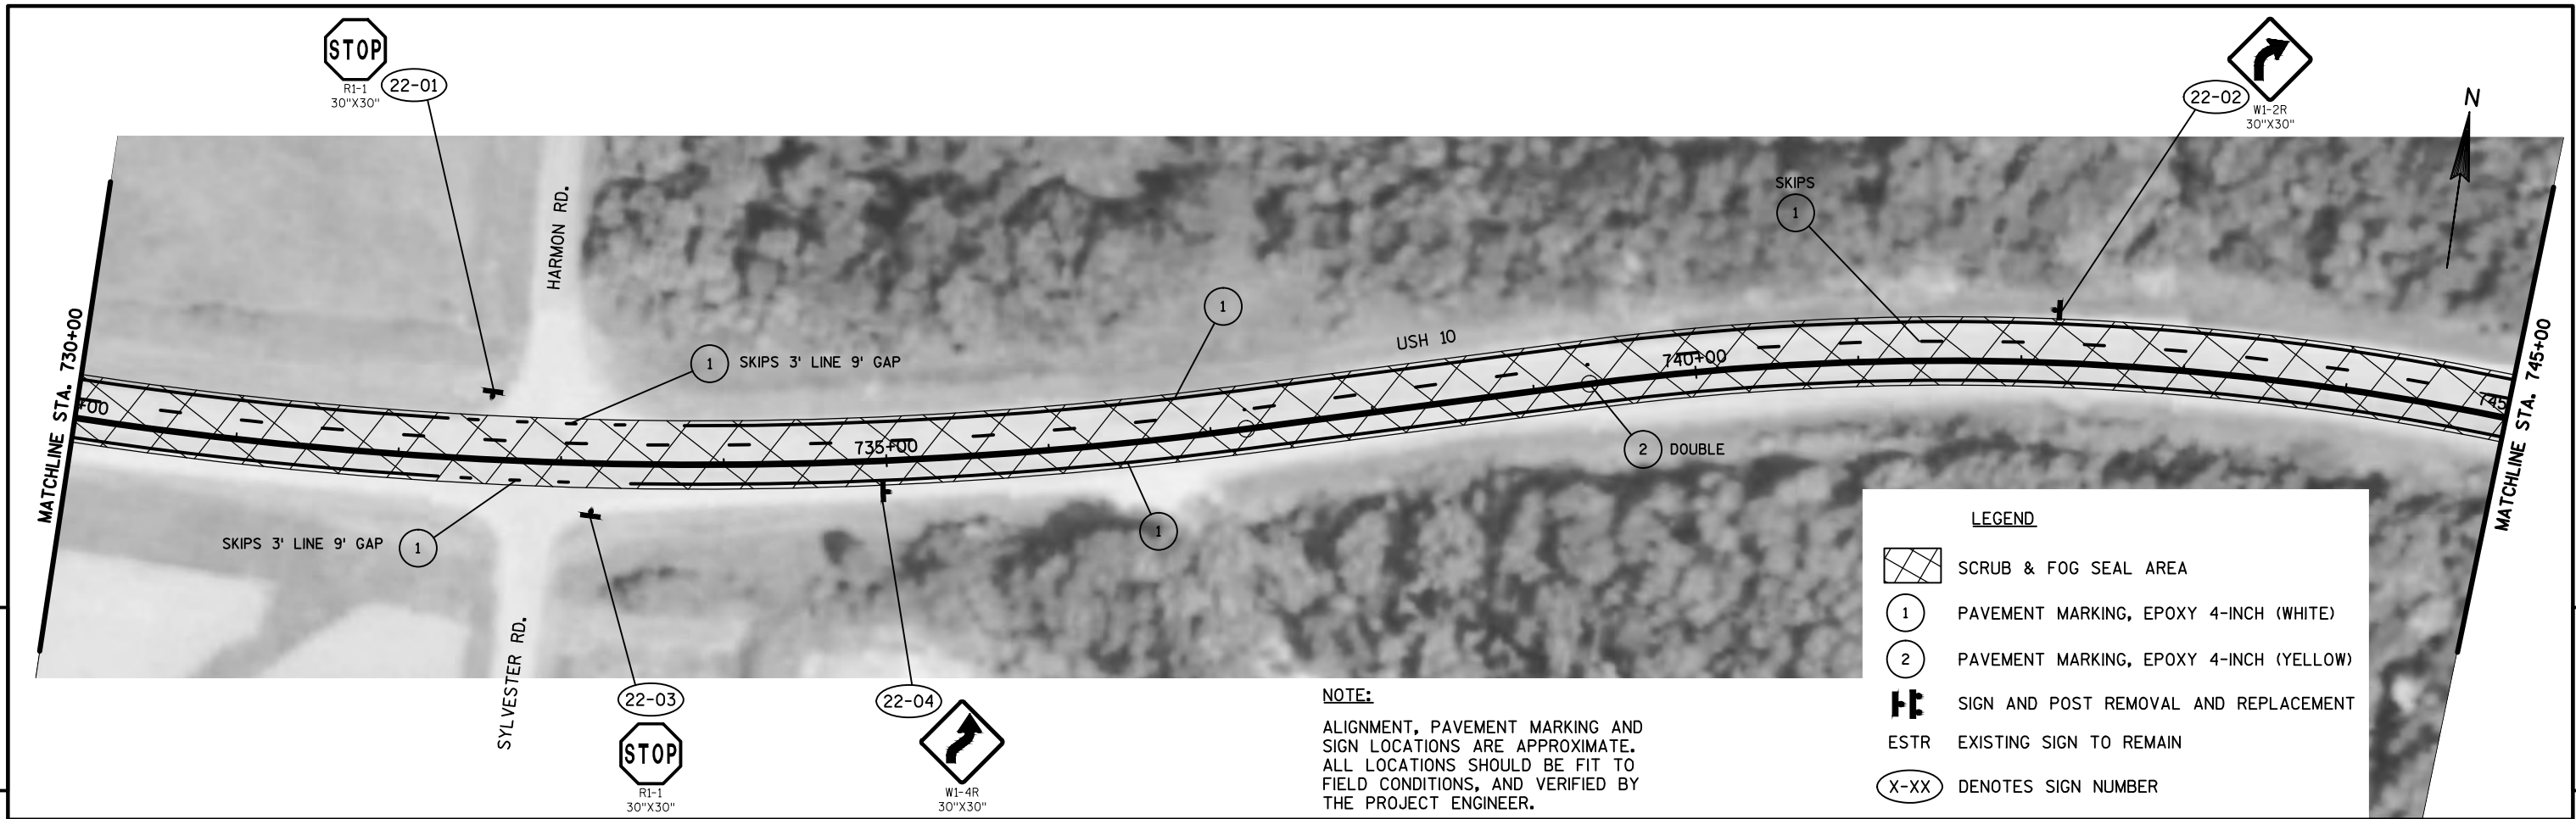 STOP
R1-1
30"X30"
22-01
22-02
W1-2R
30"X30"
N
HARMON RD.
SKIPS
1
1
USH 10
1 SKIPS 3' LINE 9' GAP
MATCHLINE STA. 730+00
+00
735+00
740+00
745
MATCHLINE STA. 745+00
2 DOUBLE
1
SKIPS 3' LINE 9' GAP 1
SYLVESTER RD.
22-03
STOP
R1-1
30"X30"
22-04
W1-4R
30"X30"
NOTE:
ALIGNMENT, PAVEMENT MARKING AND
SIGN LOCATIONS ARE APPROXIMATE.
ALL LOCATIONS SHOULD BE FIT TO
FIELD CONDITIONS, AND VERIFIED BY
THE PROJECT ENGINEER.
LEGEND
SCRUB & FOG SEAL AREA
1 PAVEMENT MARKING, EPOXY 4-INCH (WHITE)
2 PAVEMENT MARKING, EPOXY 4-INCH (YELLOW)
SIGN AND POST REMOVAL AND REPLACEMENT
ESTR EXISTING SIGN TO REMAIN
X-XX DENOTES SIGN NUMBER